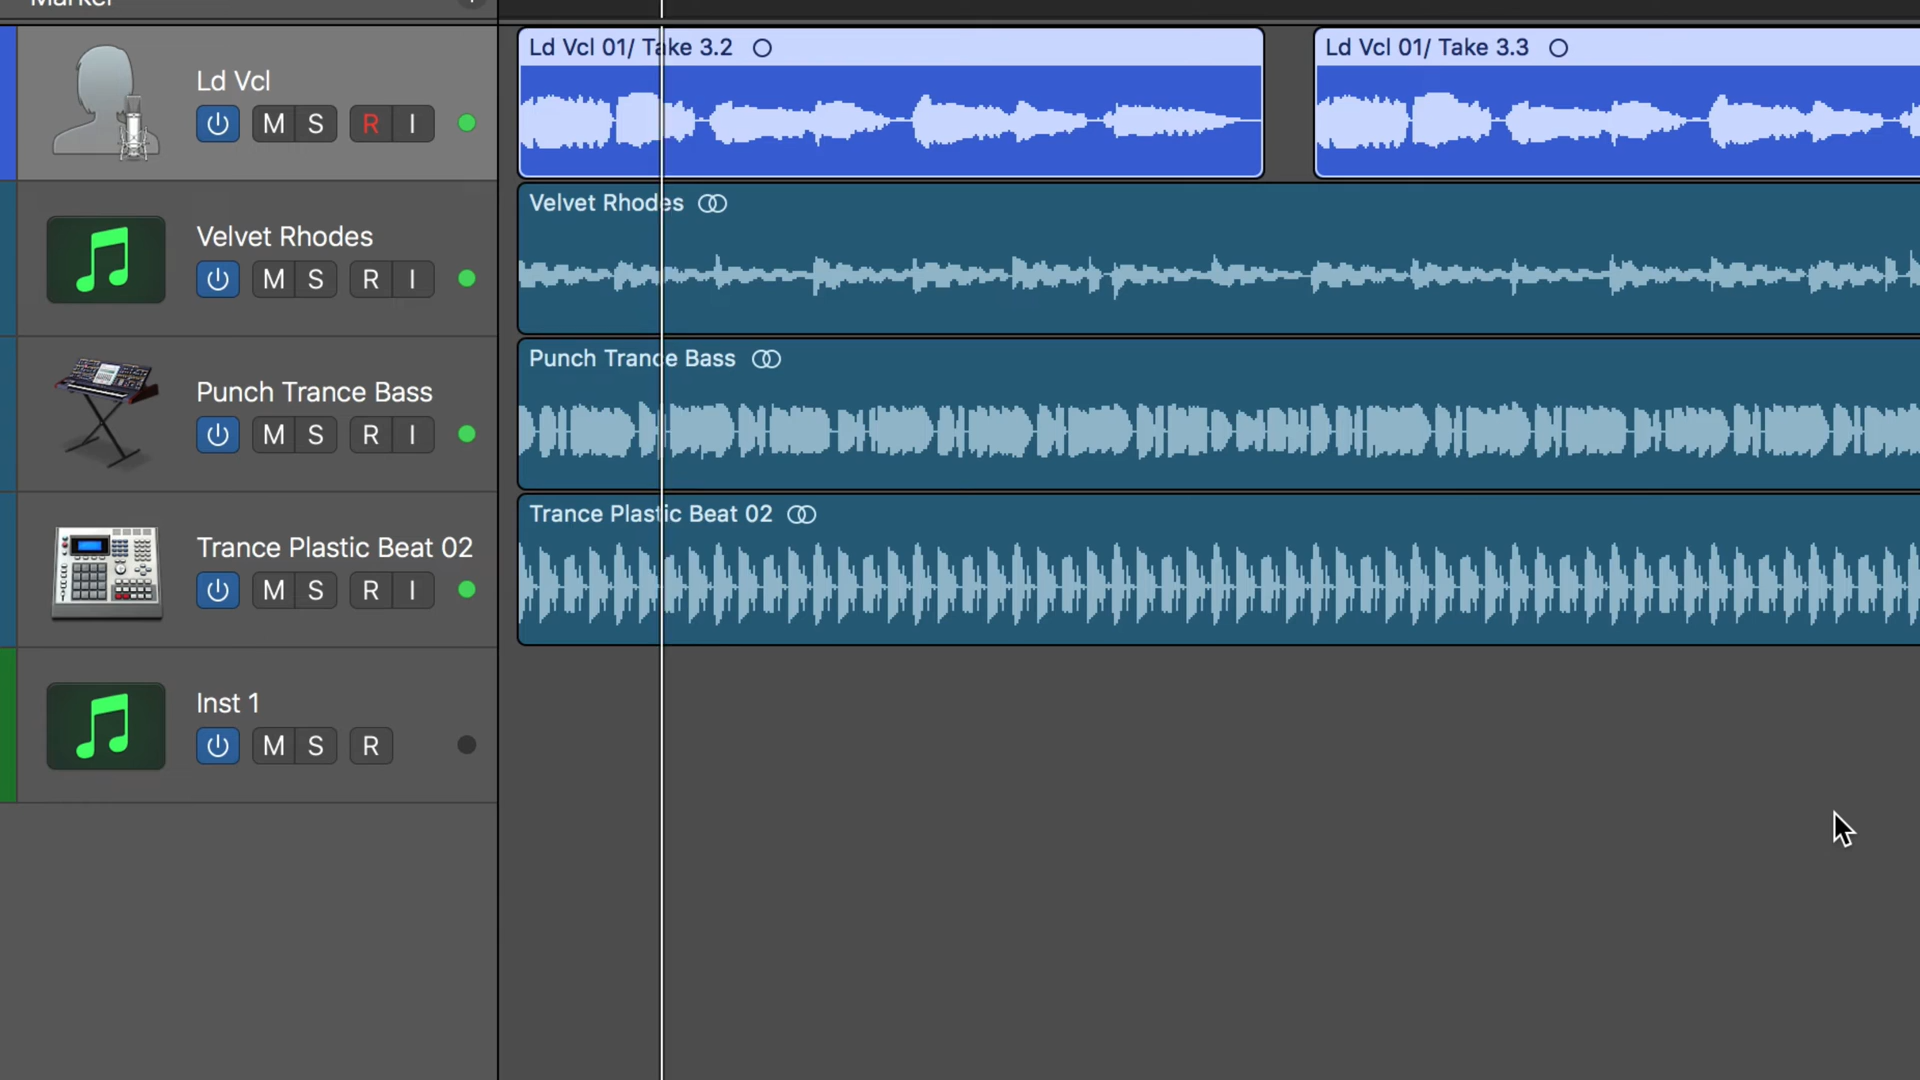 Marker
Ld Vcl
M S R I
Ld Vcl 01/ Take 3.2
Ld Vcl 01/ Take 3.3
Velvet Rhodes
M S R I
Velvet Rhodes
Punch Trance Bass
M S R I
Punch Trance Bass
Trance Plastic Beat 02
M S R I
Trance Plastic Beat 02
Inst 1
M S R